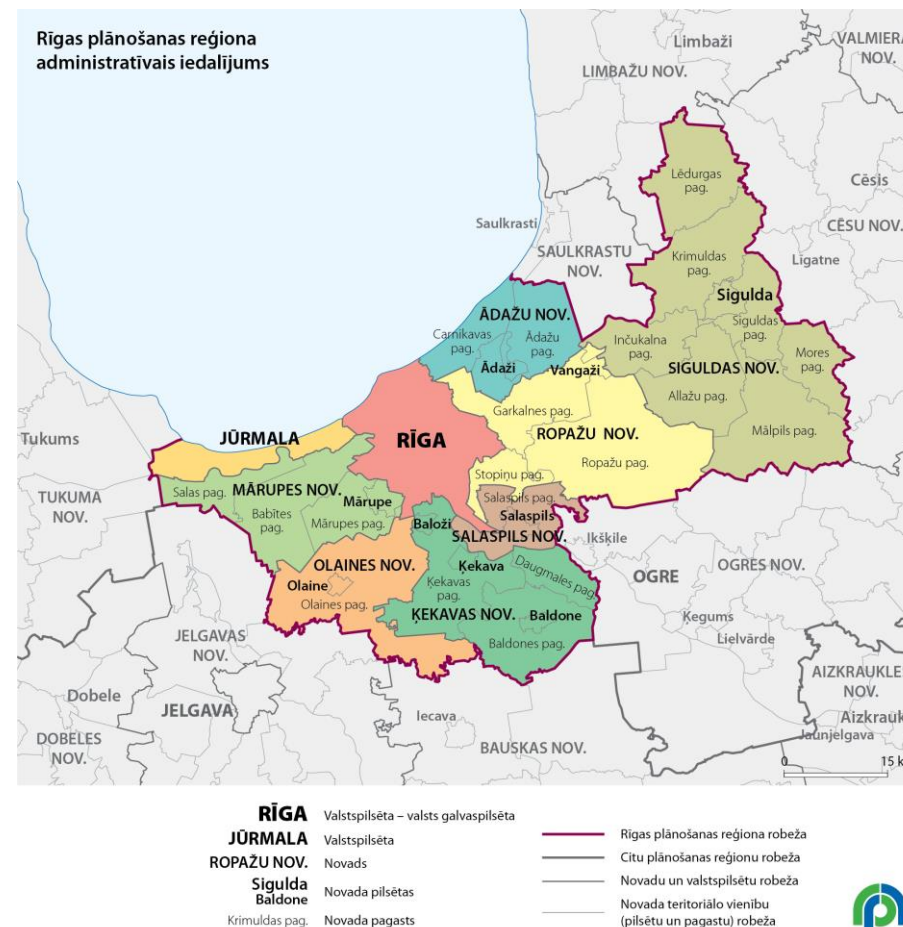 Rīgas plānošanas reģiona
administratīvais iedalījums
Limbaži
VALMIERA
NOV.
LIMBAŽU NOV.
Lēdurgas
pag.
Cēsis
CĒSU NOV.
Saulkrasti
SAULKRASTU
NOV.
Krimuldas
pag.
Līgatne
Sigulda
Siguldas
pag.
ĀDAŽU NOV.
Carnikavas
pag.
Ādažu
pag.
Ādaži
Vangaži
Inčukalna
pag.
Mores
pag.
SIGULDAS NOV.
Allažu pag.
Mālpils pag.
Garkalnes pag.
ROPAŽU NOV.
Ropažu pag.
Stopiņu pag.
RĪGA
JŪRMALA
Tukums
TUKUMA
NOV.
Salas pag.
MĀRUPES NOV.
Mārupe
Babītes
pag.
Mārupes pag.
Salaspils pag.
Salaspils
SALASPILS NOV.
Baloži
Ikšķile
OLAINES NOV.
Olaine
Olaines pag.
Ķekava
Ķekavas
pag.
Daugmales pag.
ĶEKAVAS NOV.
Baldone
Baldones pag.
OGRE
OGRES NOV.
Ķegums
Lielvārde
JELGAVAS
NOV.
Dobele
JELGAVA
DOBELES
NOV.
Iecava
BAUSKAS NOV.
AIZKRAUKLE
NOV.
Aizkrauk
Jaunjelgava
0 15 k
RĪGA Valstspilsēta – valsts galvaspilsēta
JŪRMALA Valstspilsēta
ROPAŽU NOV. Novads
Sigulda
Baldone Novada pilsētas
Krimuldas pag. Novada pagasts
Rīgas plānošanas reģiona robeža
Citu plānošanas reģionu robeža
Novadu un valstspilsētu robeža
Novada teritoriālo vienību
(pilsētu un pagastu) robeža